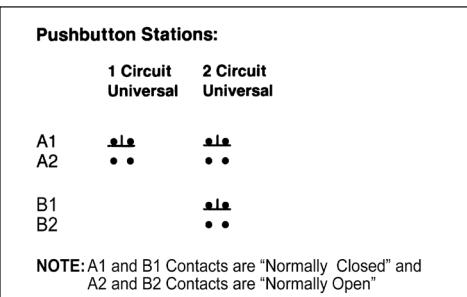 Pushbutton Stations:
1 Circuit 2 Circuit
Universal Universal
A1
A2
B1
B2
NOTE: A1 and B1 Contacts are “Normally Closed” and
A2 and B2 Contacts are “Normally Open”